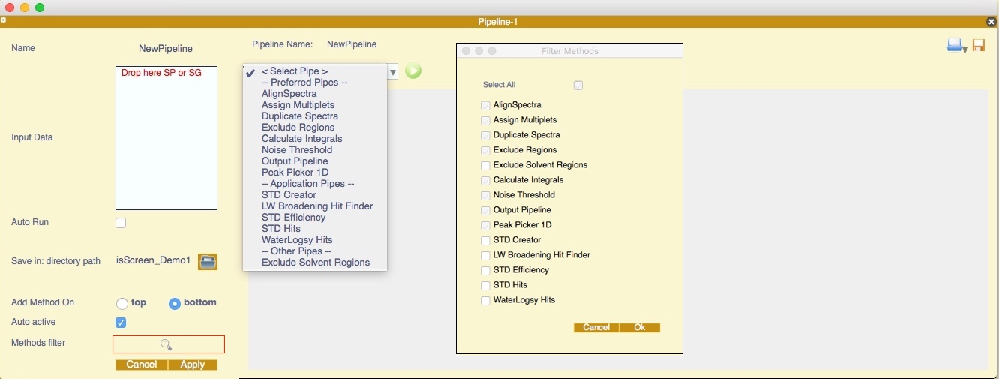 Pipeline-1
Name
NewPipeline
Drop here SP or SG
Input Data
Auto Run
Save in: directory path
isScreen_Demo1
Add Method On
top
bottom
Auto active
Methods filter
Cancel
Apply
Pipeline Name:
NewPipeline
< Select Pipe >
-- Preferred Pipes --
AlignSpectra
Assign Multiplets
Duplicate Spectra
Exclude Regions
Calculate Integrals
Noise Threshold
Output Pipeline
Peak Picker 1D
-- Application Pipes --
STD Creator
LW Broadening Hit Finder
STD Efficiency
STD Hits
WaterLogsy Hits
-- Other Pipes --
Exclude Solvent Regions
Filter Methods
Select All
AlignSpectra
Assign Multiplets
Duplicate Spectra
Exclude Regions
Exclude Solvent Regions
Calculate Integrals
Noise Threshold
Output Pipeline
Peak Picker 1D
STD Creator
LW Broadening Hit Finder
STD Efficiency
STD Hits
WaterLogsy Hits
Cancel
Ok